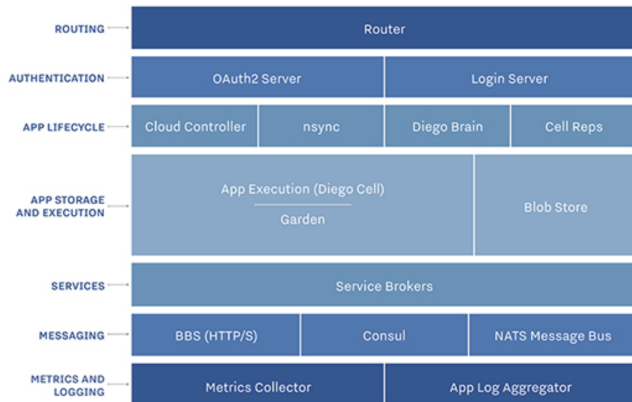 ROUTING
Router
AUTHENTICATION
OAuth2 Server
Login Server
APP LIFECYCLE
Cloud Controller
nsync
Diego Brain
Cell Reps
APP STORAGE
AND EXECUTION
App Execution (Diego Cell)
Garden
Blob Store
SERVICES
Service Brokers
MESSAGING
BBS (HTTP/S)
Consul
NATS Message Bus
METRICS AND
LOGGING
Metrics Collector
App Log Aggregator